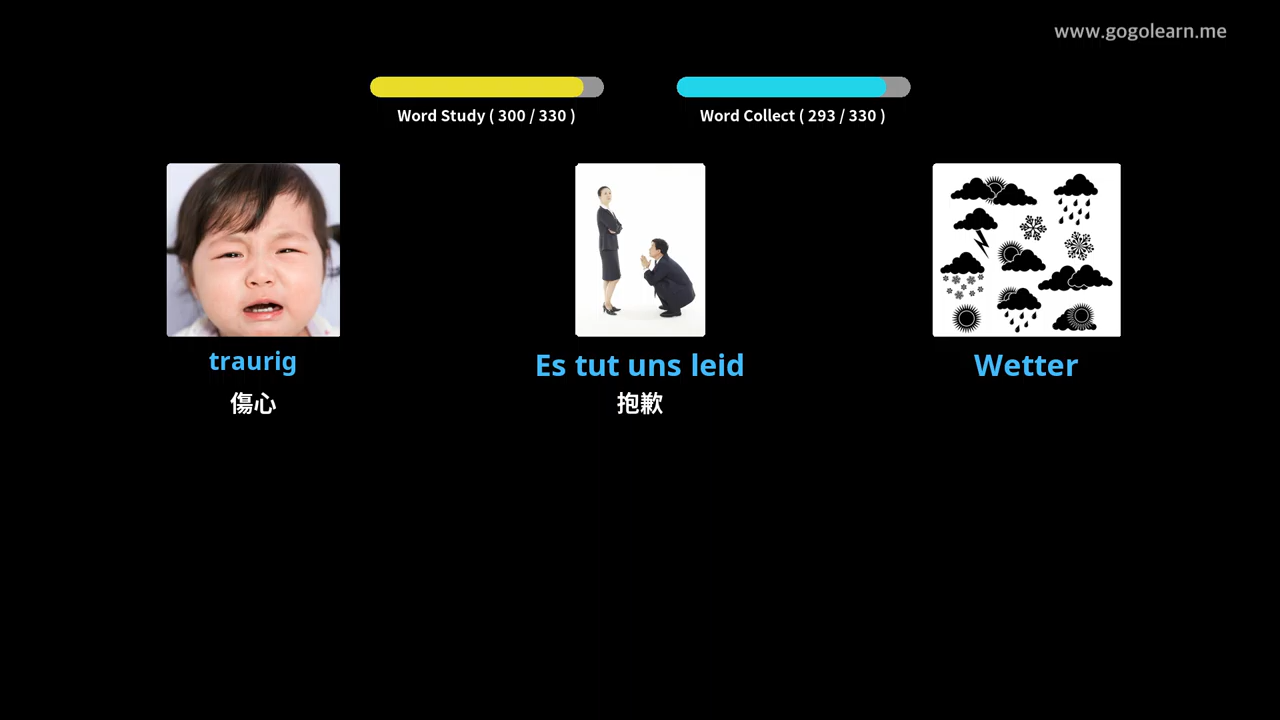 www.gogolearn.me
Word Study ( 300 / 330 )
Word Collect ( 293 / 330 )
traurig
傷心
Es tut uns leid
抱歉
Wetter